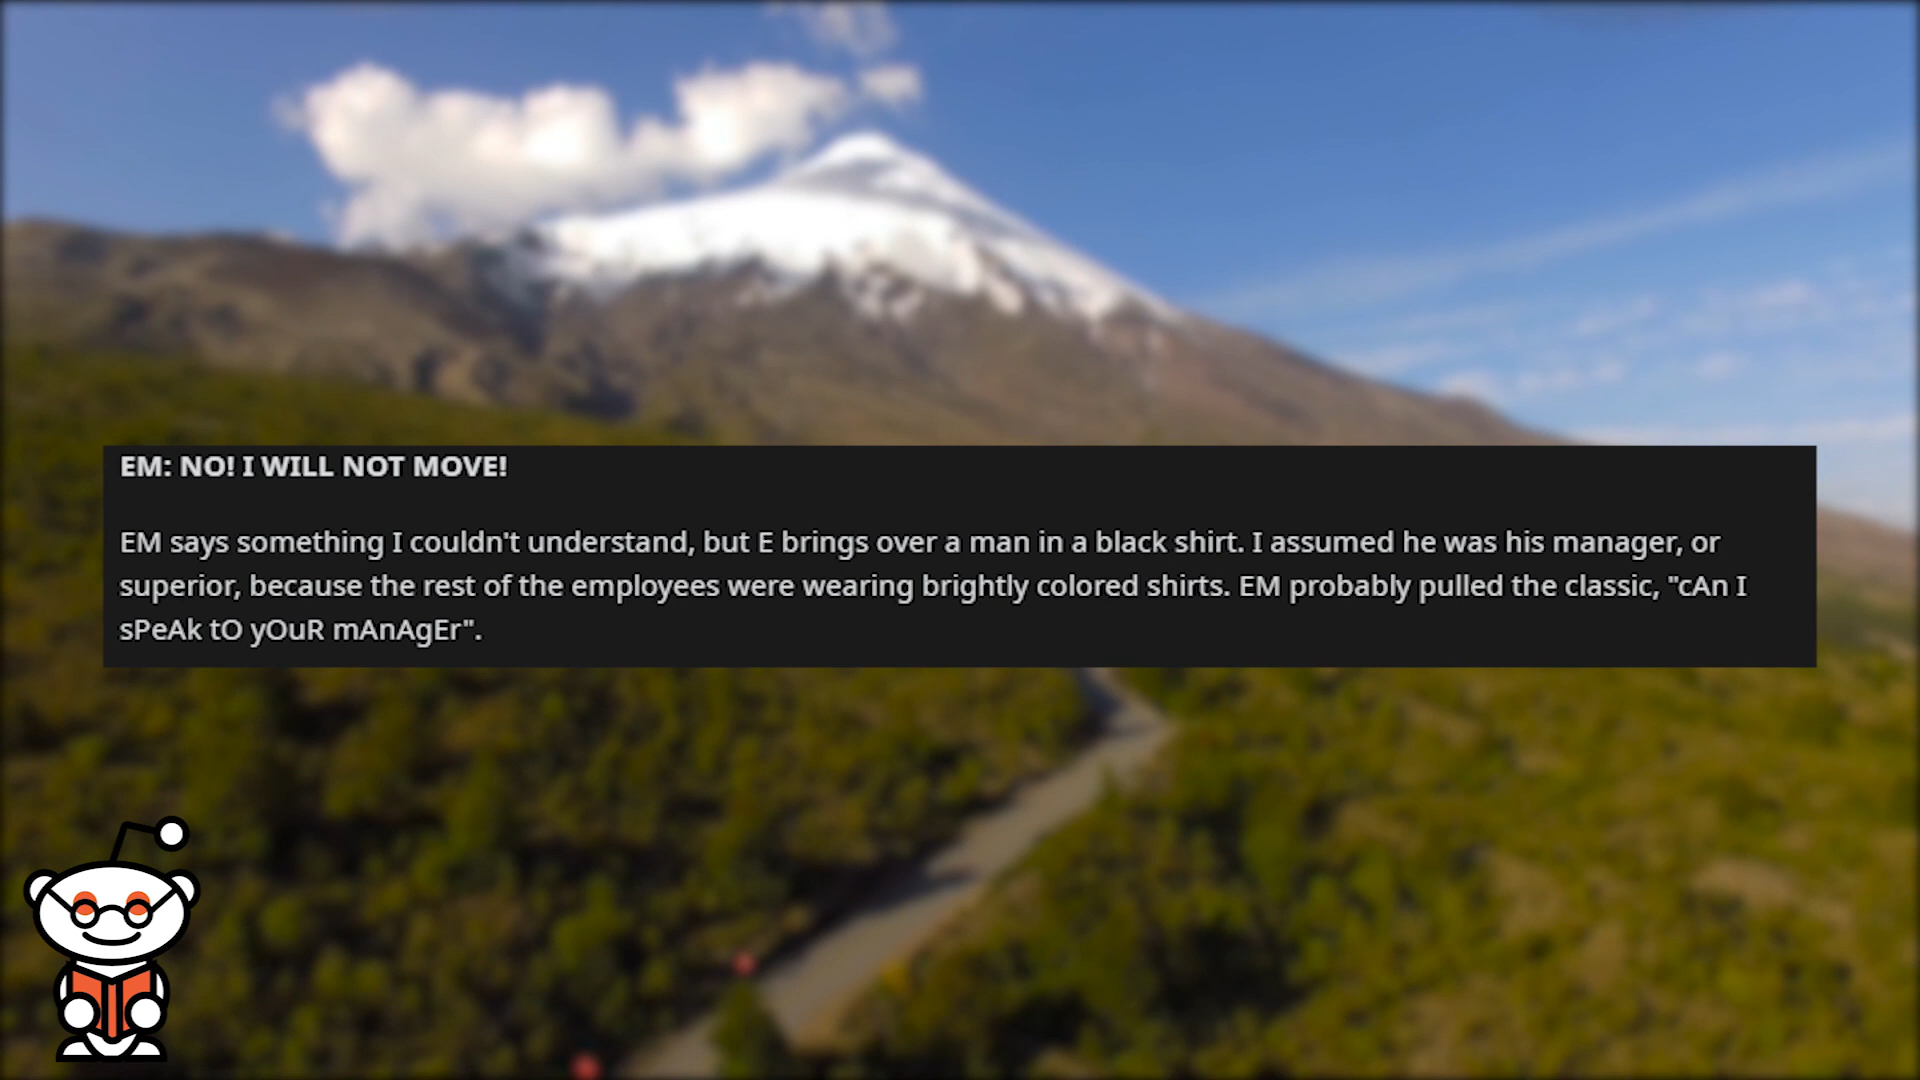 EM: NO! I WILL NOT MOVE!
EM says something I couldn't understand, but E brings over a man in a black shirt. I assumed he was his manager, or
superior, because the rest of the employees were wearing brightly colored shirts. EM probably pulled the classic, "cAn I
sPeAk tO yOuR mAnAgEr".